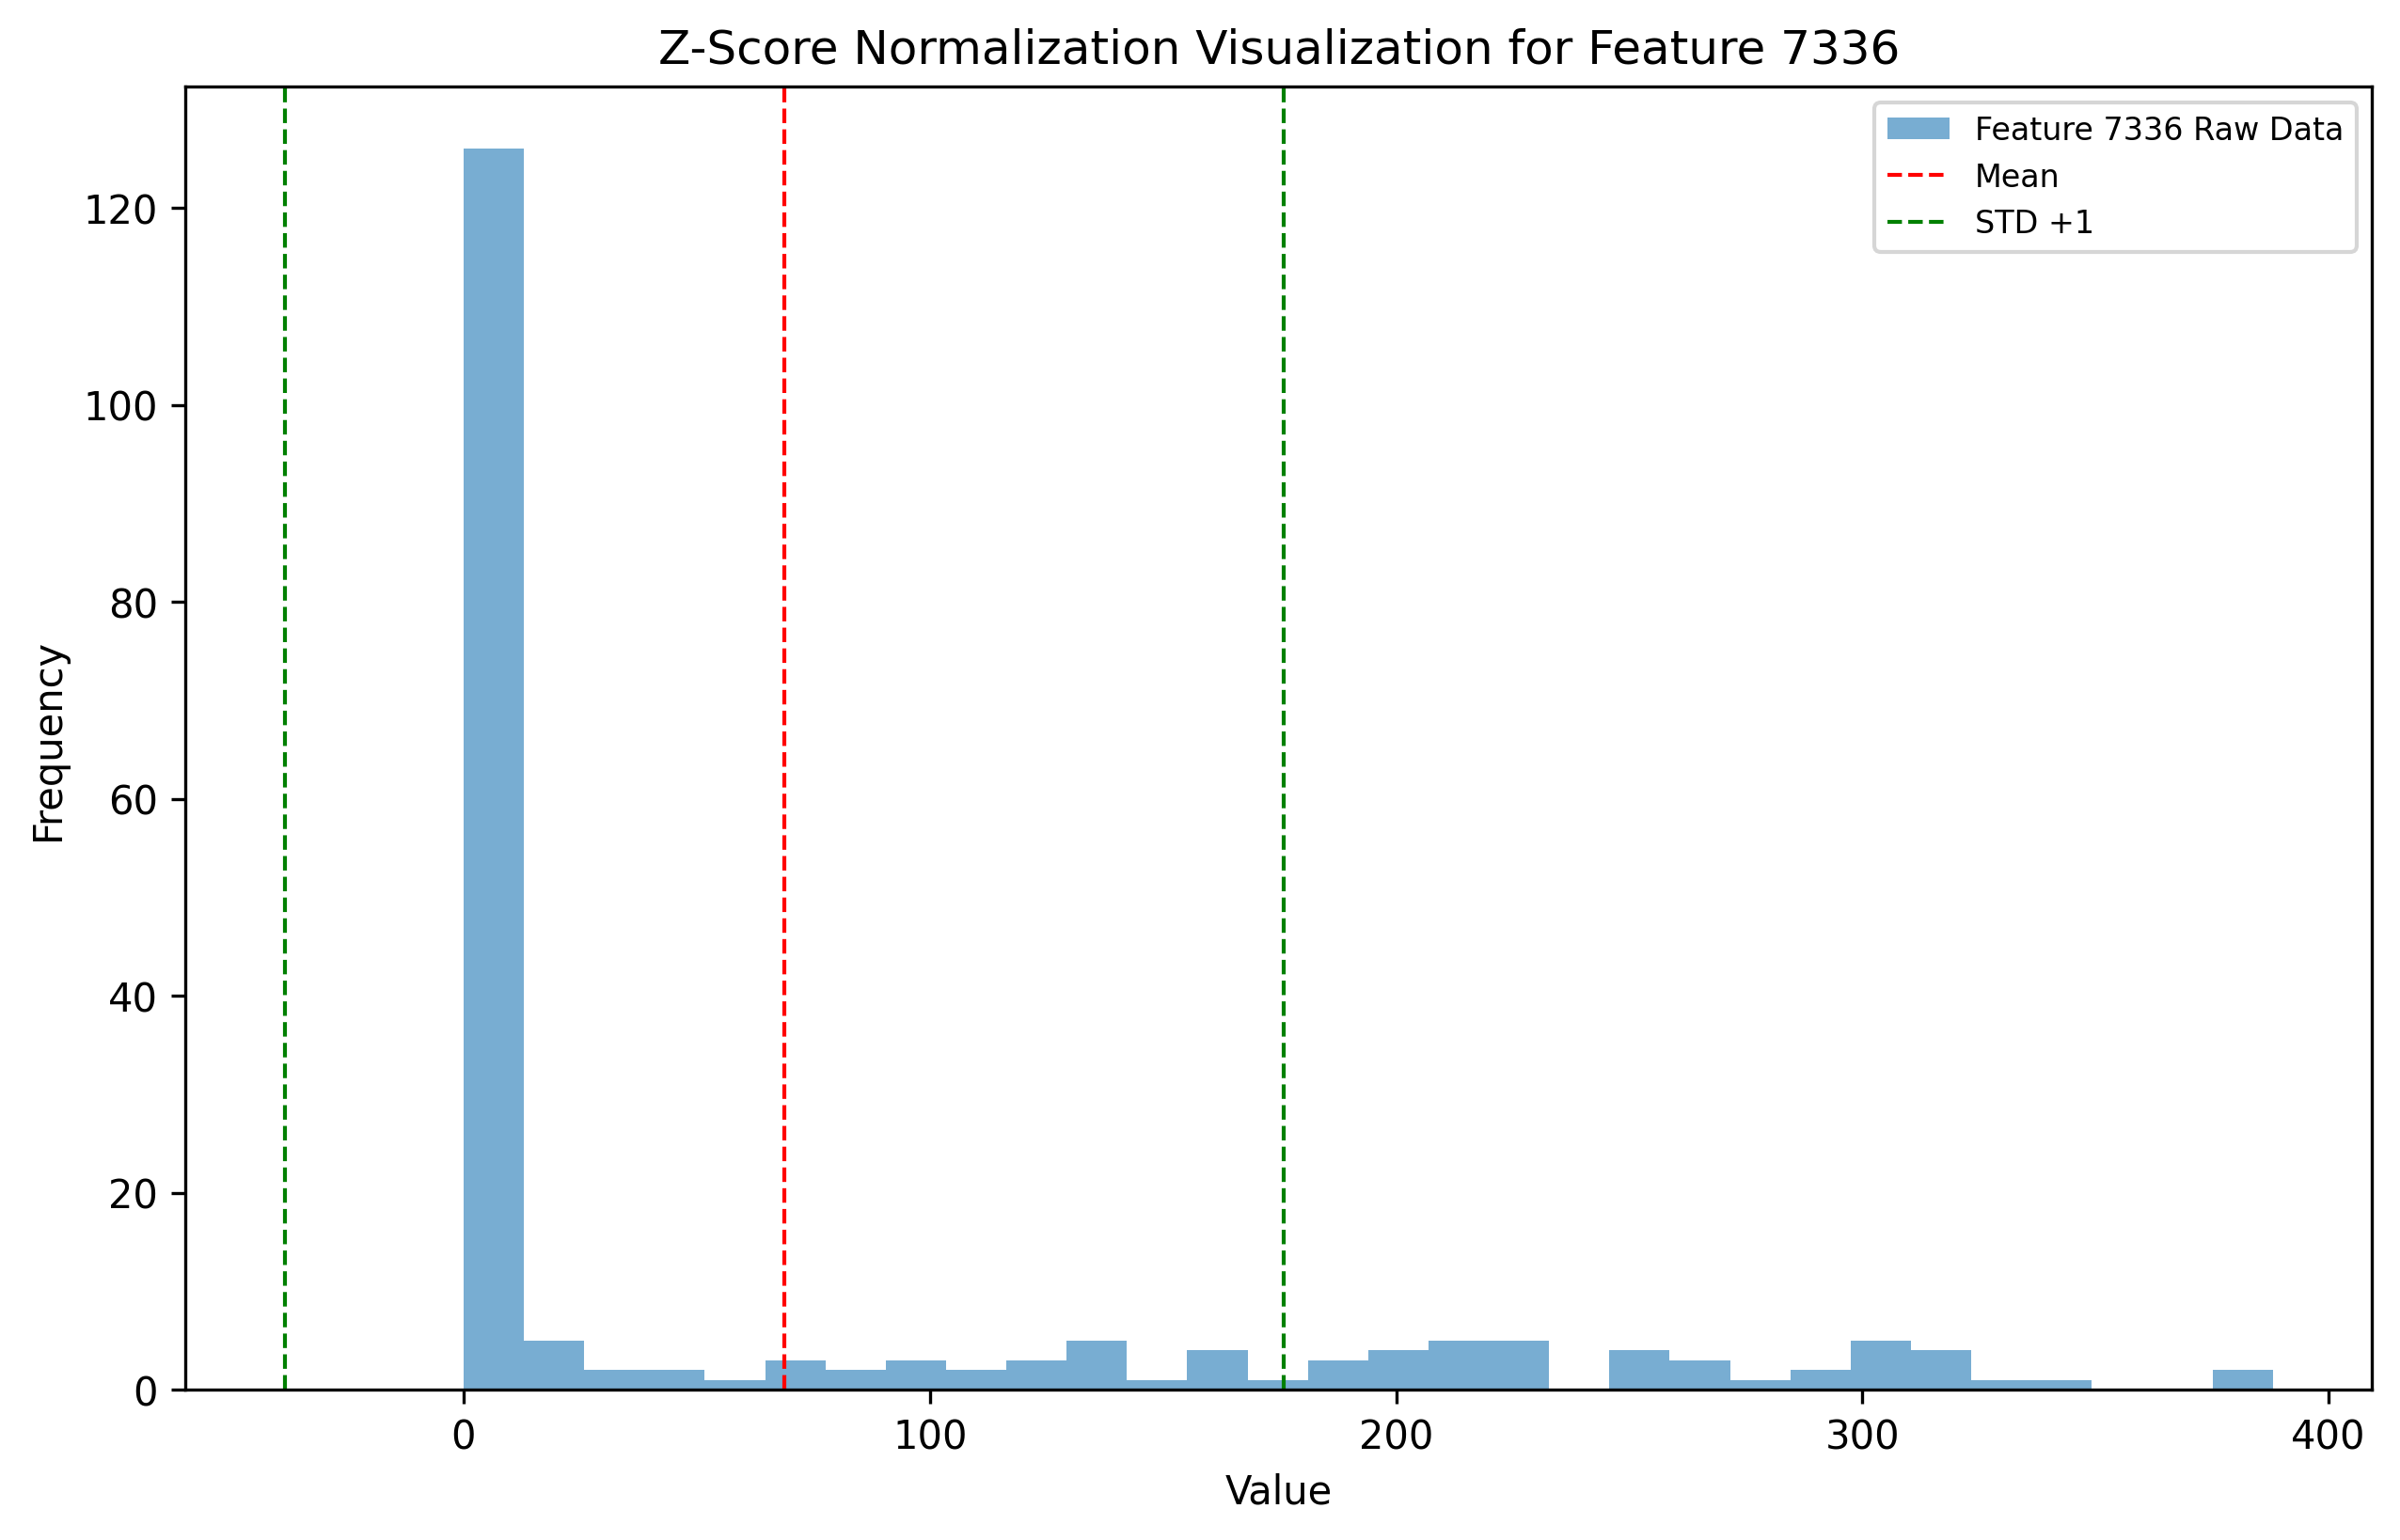 Z-Score Normalization Visualization for Feature 7336
Feature 7336 Raw Data
Mean
STD +1
120
100
80
60
40
20
0
Frequency
0 100 200 300 400
Value